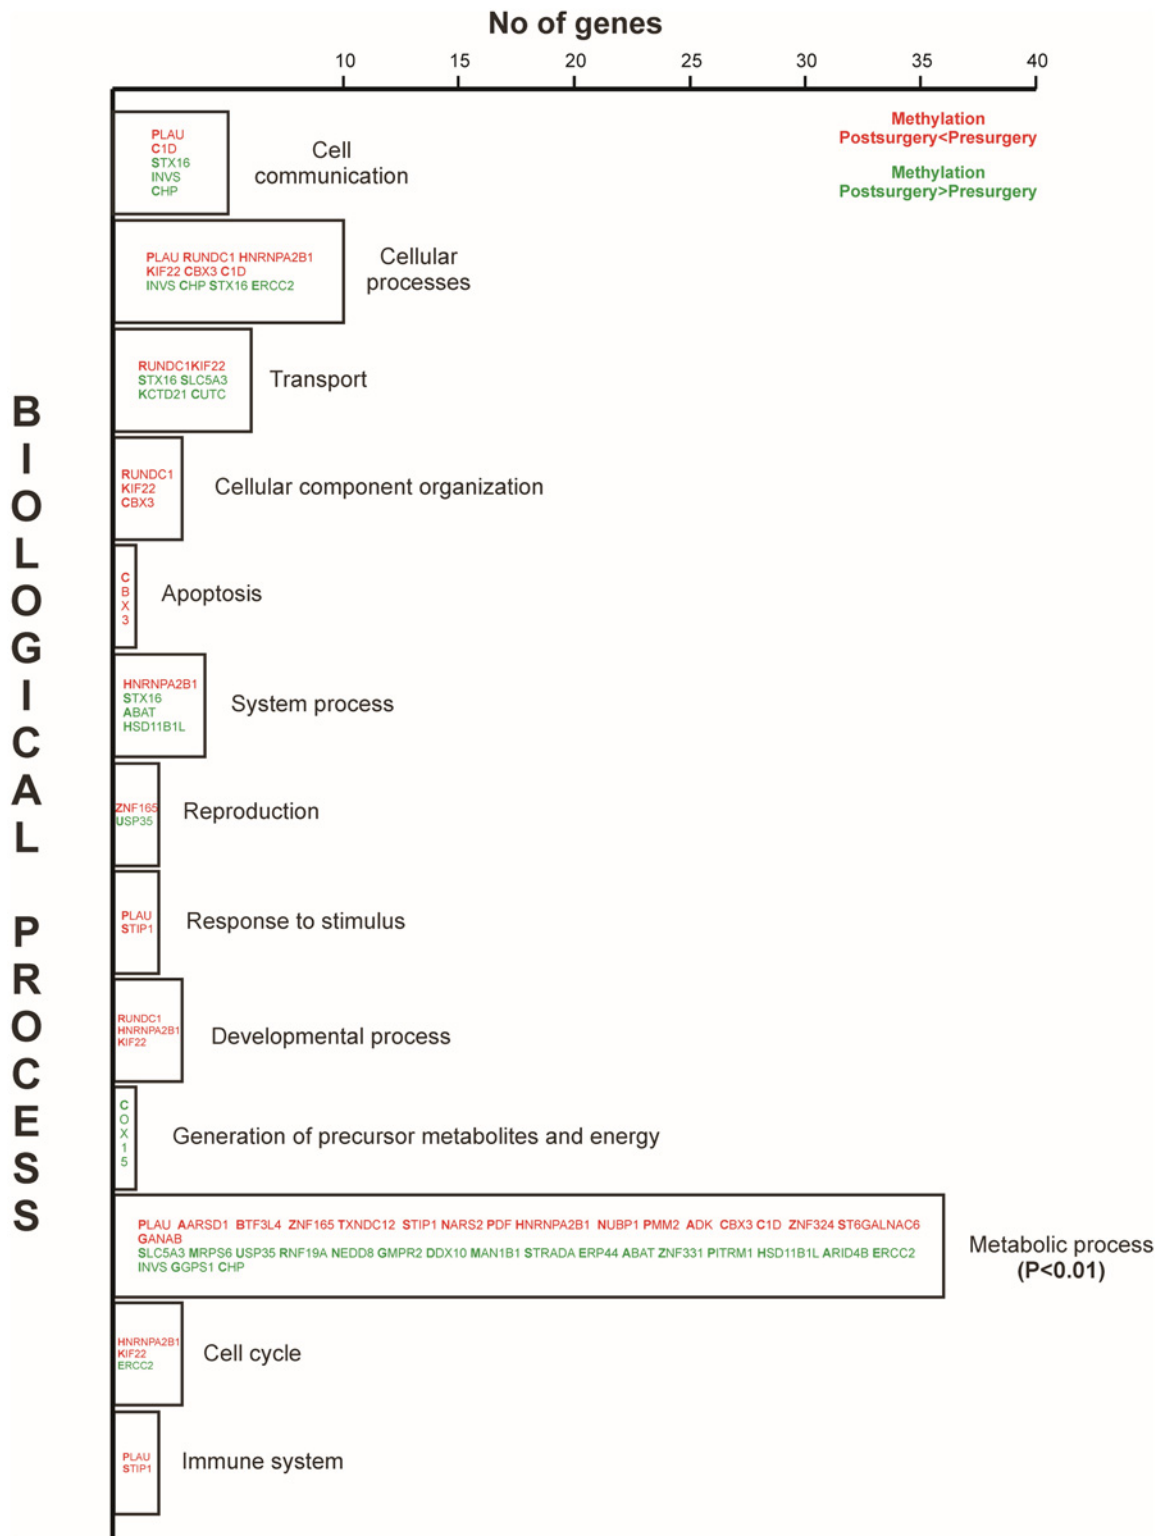 No of genes
10 15 20 25 30 35 40
Methylation
Postsurgery<Presurgery
Methylation
Postsurgery>Presurgery
BIOLOGICAL PROCESS
PLAU
C1D
STX16
INVS
CHP
Cell
communication
PLAU RUNDC1 HNRNPA2B1
KIF22 CBX3 C1D
INVS CHP STX16 ERCC2
Cellular
processes
RUNDC1KIF22
STX16 SLC5A3
KCTD21 CUTC
Transport
RUNDC1
KIF22
CBX3
Cellular component organization
CBX3
Apoptosis
HNRNPA2B1
STX16
ABAT
HSD11B1L
System process
ZNF165
USP35
Reproduction
PLAU
STIP1
Response to stimulus
RUNDC1
HNRNPA2B1
KIF22
Developmental process
COX15
Generation of precursor metabolites and energy
PLAU AARSD1 BTF3L4 ZNF165 TXNDC12 STIP1 NARS2 PDF HNRNPA2B1 NUBP1 PMM2 ADK CBX3 C1D ZNF324 ST6GALNAC6
GANAB
SLC5A3 MRPS6 USP35 RNF19A NEDD8 GMPR2 DDX10 MAN1B1 STRADA ERP44 ABAT ZNF331 PITRM1 HSD11B1L ARID4B ERCC2
INVS GGPS1 CHP
Metabolic process
(P<0.01)
HNRNPA2B1
KIF22
ERCC2
Cell cycle
PLAU
STIP1
Immune system